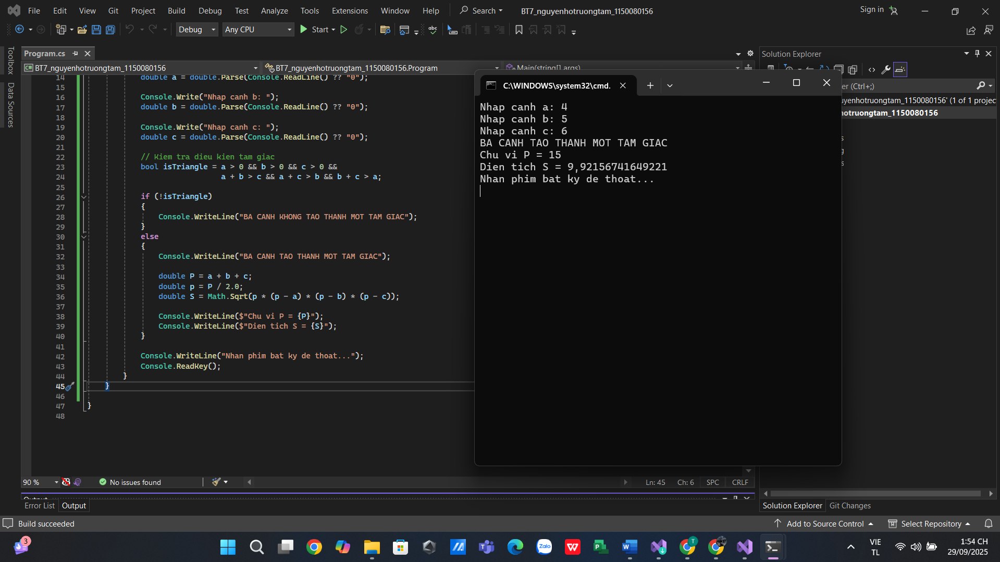 File Edit View Git Project Build Debug Test Analyze Tools Extensions Window Help Search BT7_nguyenhotruongtam_1150080156 Sign in
Debug Any CPU Start
Toolbox
Data Sources
Program.cs
BT7_nguyenhotruongtam_1150080156 BT7_nguyenhotruongtam_1150080156.Program Main(string[] args)
14 double a = double.Parse(Console.ReadLine() ?? "0");
15
16 Console.Write("Nhap canh b: ");
17 double b = double.Parse(Console.ReadLine() ?? "0");
18
19 Console.Write("Nhap canh c: ");
20 double c = double.Parse(Console.ReadLine() ?? "0");
21
22 // Kiem tra dieu kien tam giac
23 bool isTriangle = a > 0 && b > 0 && c > 0 &&
24 a + b > c && a + c > b && b + c > a;
25
26 if (!isTriangle)
27 {
28 Console.WriteLine("BA CANH KHONG TAO THANH MOT TAM GIAC");
29 }
30 else
31 {
32 Console.WriteLine("BA CANH TAO THANH MOT TAM GIAC");
33
34 double P = a + b + c;
35 double p = P / 2.0;
36 double S = Math.Sqrt(p * (p - a) * (p - b) * (p - c));
37
38 Console.WriteLine($"Chu vi P = {P}");
39 Console.WriteLine($"Dien tich S = {S}");
40 }
41
42 Console.WriteLine("Nhan phim bat ky de thoat...");
43 Console.ReadKey();
44 }
45 }
46
47 }
48
C:\WINDOWS\system32\cmd.
Nhap canh a: 4
Nhap canh b: 5
Nhap canh c: 6
BA CANH TAO THANH MOT TAM GIAC
Chu vi P = 15
Dien tich S = 9,92156741649221
Nhan phim bat ky de thoat...
Solution Explorer
er (Ctrl+;)
yenhotruongtam_1150080156' (1 of 1 projec
hotruongtam_1150080156
s
g
s
90 % No issues found Ln: 45 Ch: 6 SPC CRLF
Output
Error List Output
Solution Explorer Git Changes
Build succeeded Add to Source Control Select Repository
3
Zalo
T
VIE
TL
1:54 CH
29/09/2025